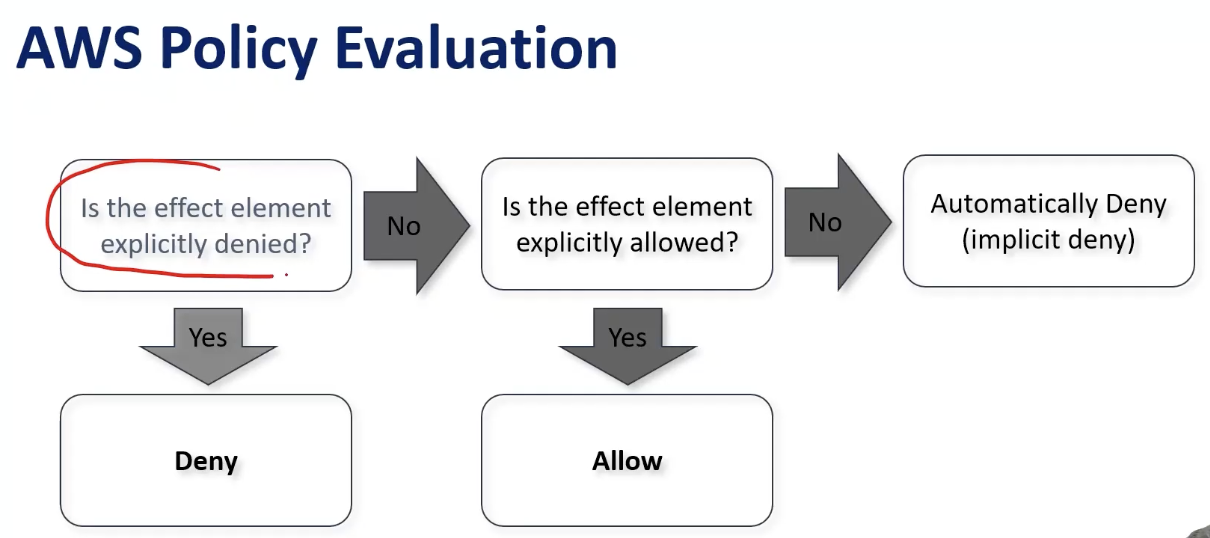 AWS Policy Evaluation
Is the effect element
explicitly denied?
No
Is the effect element
explicitly allowed?
No
Automatically Deny
(implicit deny)
Yes
Yes
Deny
Allow